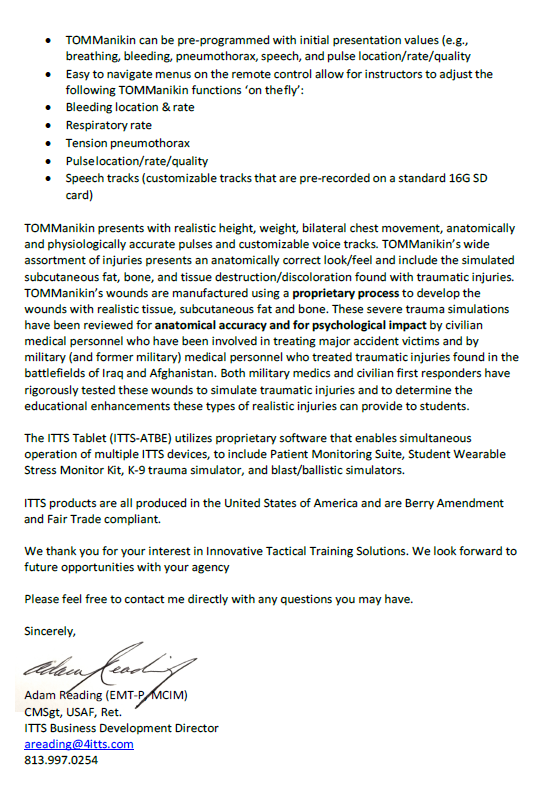 • TOMManikin can be pre-programmed with initial presentation values (e.g.,
breathing, bleeding, pneumothorax, speech, and pulse location/rate/quality
• Easy to navigate menus on the remote control allow for instructors to adjust the
following TOMManikin functions ‘on the fly’:
• Bleeding location & rate
• Respiratory rate
• Tension pneumothorax
• Pulse location/rate/quality
• Speech tracks (customizable tracks that are pre-recorded on a standard 16G SD
card)
TOMManikin presents with realistic height, weight, bilateral chest movement, anatomically
and physiologically accurate pulses and customizable voice tracks. TOMManikin’s wide
assortment of injuries presents an anatomically correct look/feel and include the simulated
subcutaneous fat, bone, and tissue destruction/discoloration found with traumatic injuries.
TOMManikin’s wounds are manufactured using a proprietary process to develop the
wounds with realistic tissue, subcutaneous fat and bone. These severe trauma simulations
have been reviewed for anatomical accuracy and for psychological impact by civilian
medical personnel who have been involved in treating major accident victims and by
military (and former military) medical personnel who treated traumatic injuries found in the
battlefields of Iraq and Afghanistan. Both military medics and civilian first responders have
rigorously tested these wounds to simulate traumatic injuries and to determine the
educational enhancements these types of realistic injuries can provide to students.
The ITTS Tablet (ITTS-ATBE) utilizes proprietary software that enables simultaneous
operation of multiple ITTS devices, to include Patient Monitoring Suite, Student Wearable
Stress Monitor Kit, K-9 trauma simulator, and blast/ballistic simulators.
ITTS products are all produced in the United States of America and are Berry Amendment
and Fair Trade compliant.
We thank you for your interest in Innovative Tactical Training Solutions. We look forward to
future opportunities with your agency
Please feel free to contact me directly with any questions you may have.
Sincerely,
Adam Reading
Adam Reading (EMT-P, MCIM)
CMSgt, USAF, Ret.
ITTS Business Development Director
areading@4itts.com
813.997.0254